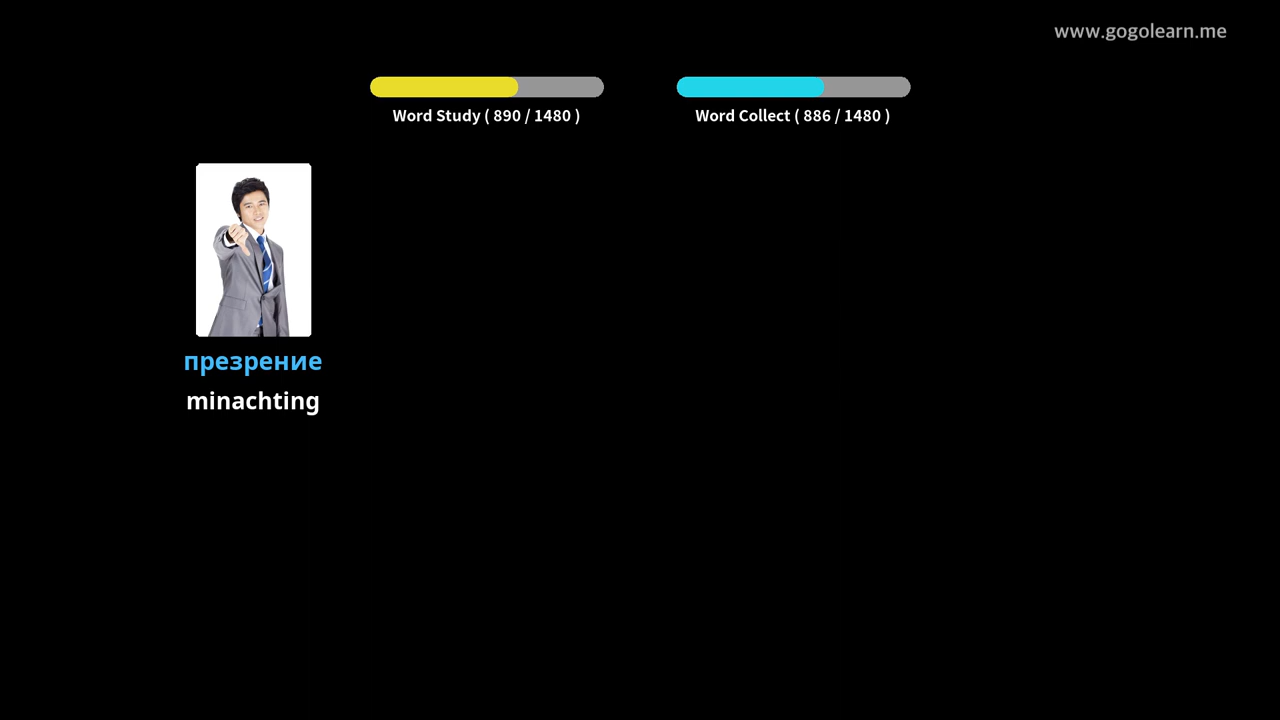 www.gogolearn.me
Word Study ( 890 / 1480 )
Word Collect ( 886 / 1480 )
презрение
minachting